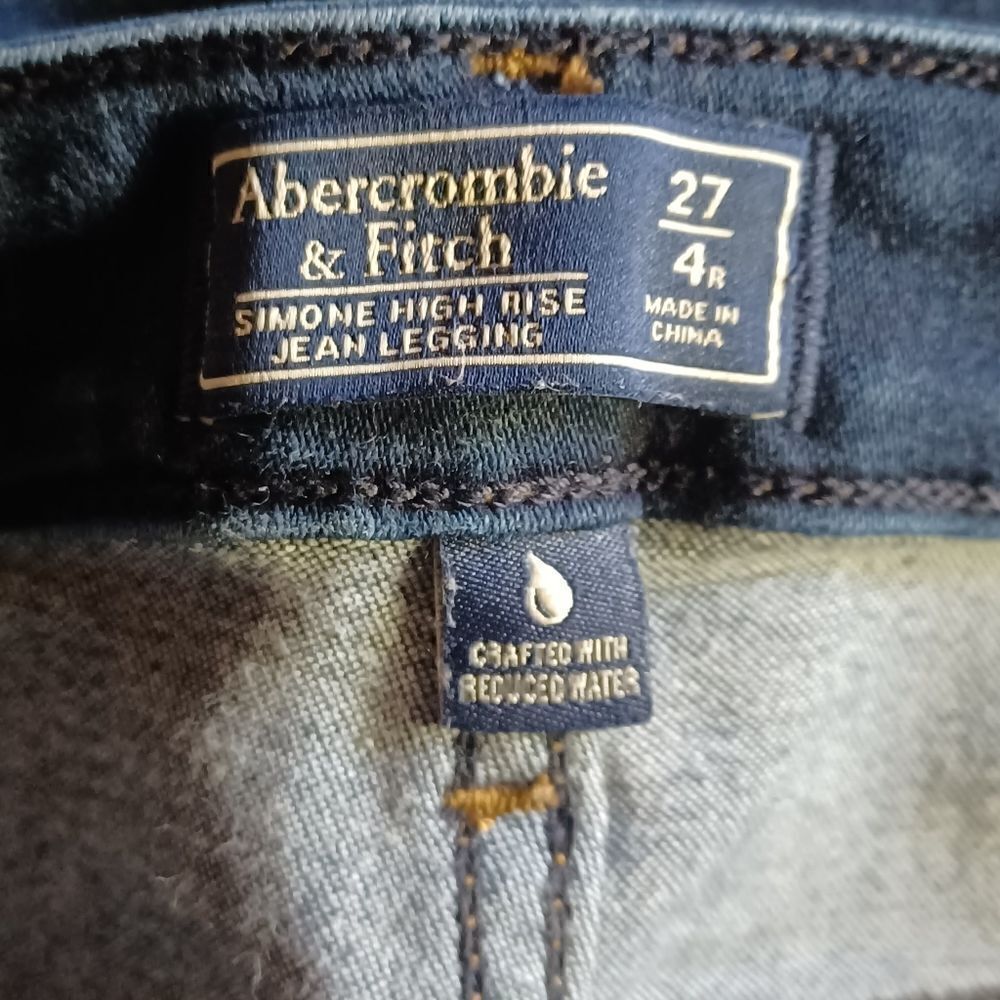 Abercrombie
& Fitch
SIMONE HIGH RISE
JEAN LEGGING
27
4R
MADE IN
CHINA
CRAFTED WITH
REDUCED WATER